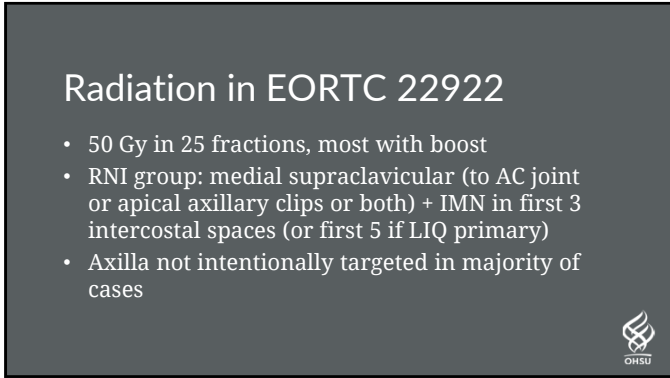 Radiation in EORTC 22922
• 50 Gy in 25 fractions, most with boost
• RNI group: medial supraclavicular (to AC joint
or apical axillary clips or both) + IMN in first 3
intercostal spaces (or first 5 if LIQ primary)
• Axilla not intentionally targeted in majority of
cases
OHSU